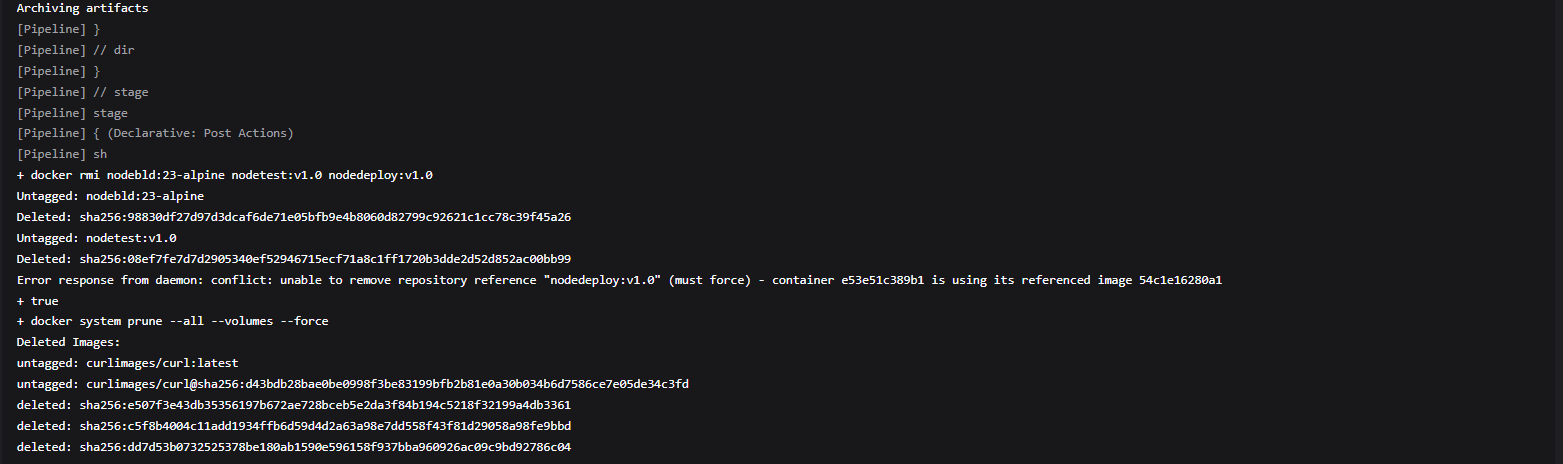 Archiving artifacts
[Pipeline] }
[Pipeline] // dir
[Pipeline] }
[Pipeline] // stage
[Pipeline] stage
[Pipeline] { (Declarative: Post Actions)
[Pipeline] sh
+ docker rmi nodebld:23-alpine nodetest:v1.0 nodedeploy:v1.0
Untagged: nodebld:23-alpine
Deleted: sha256:98830df27d97d3dcaf6de71e05bfb9e4b8060d82799c92621c1cc78c39f45a26
Untagged: nodetest:v1.0
Deleted: sha256:08ef7fe7d7d2905340ef52946715ecf71a8c1ff1720b3dde2d52d852ac00bb99
Error response from daemon: conflict: unable to remove repository reference "nodedeploy:v1.0" (must force) - container e53e51c389b1 is using its referenced image 54c1e16280a1
+ true
+ docker system prune --all --volumes --force
Deleted Images:
untagged: curlimages/curl:latest
untagged: curlimages/curl@sha256:d43bdb28bae0be0998f3be83199bfb2b81e0a30b034b6d7586ce7e05de34c3fd
deleted: sha256:e507f3e43db35356197b672ae728bceb5e2da3f84b194c5218f32199a4db3361
deleted: sha256:c5f8b4004c11add1934ffb6d59d4d2a63a98e7dd558f43f81d29058a98fe9bbd
deleted: sha256:dd7d53b0732525378be180ab1590e596158f937bba960926ac09c9bd92786c04